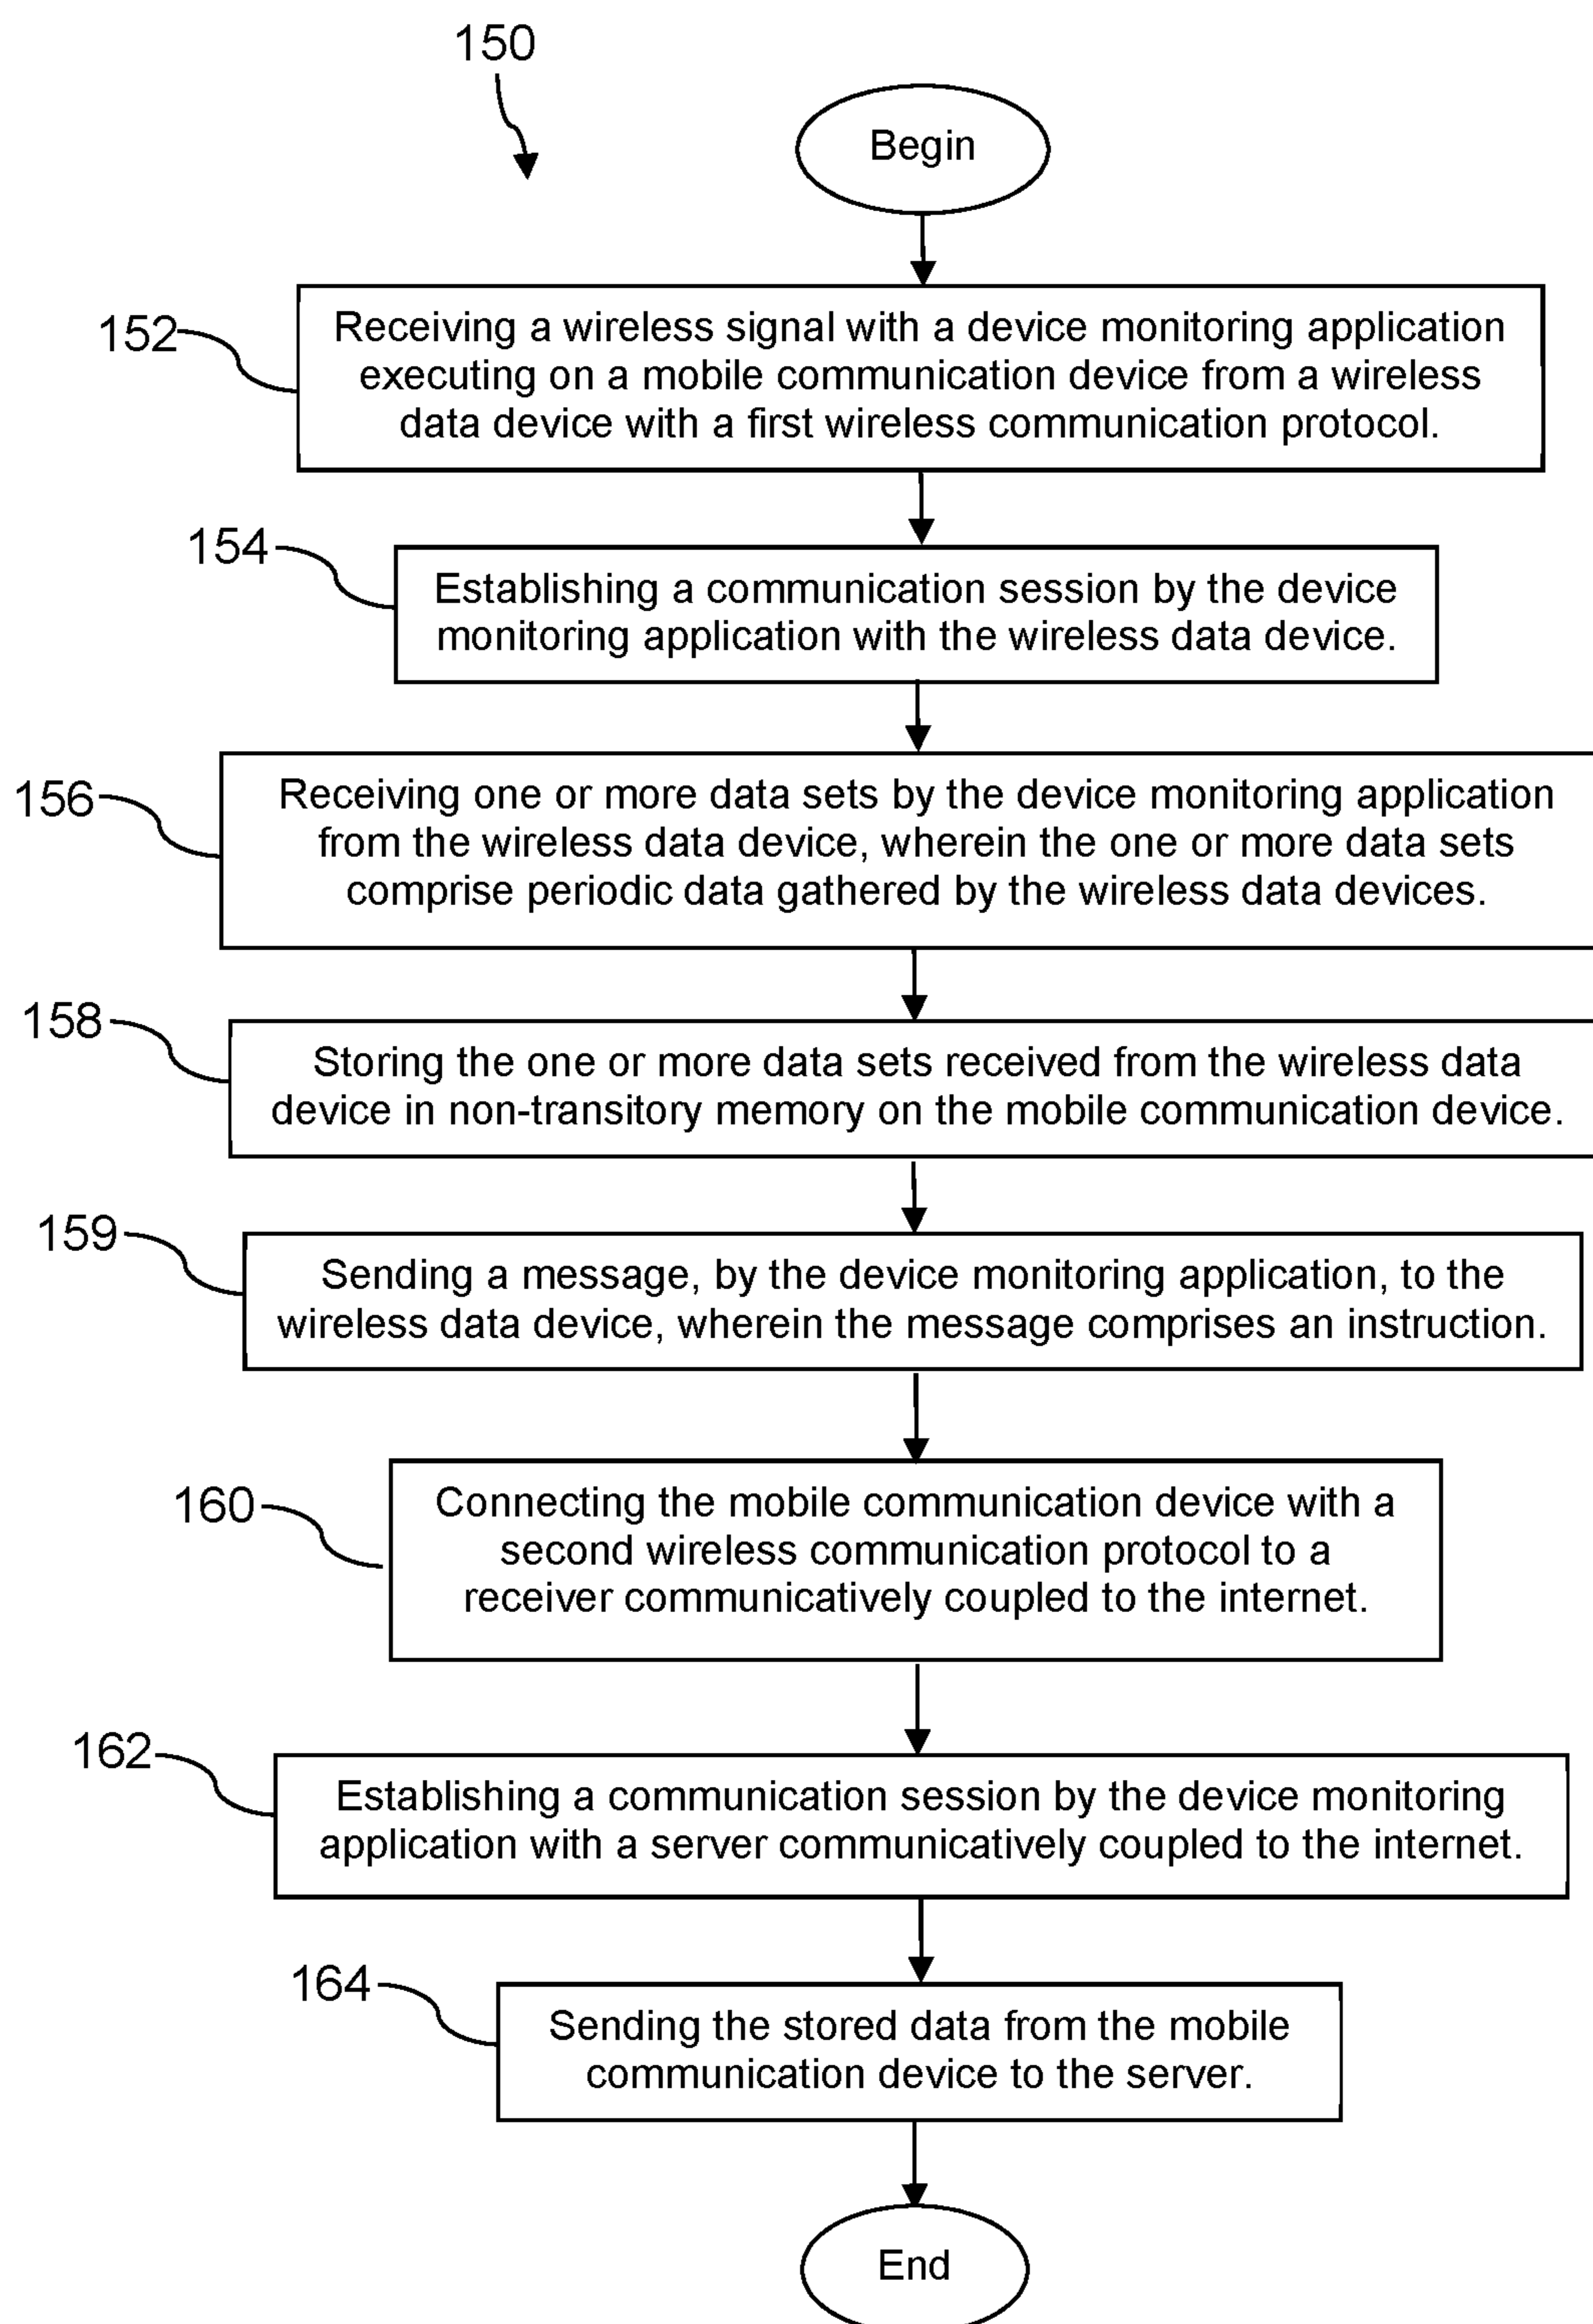 150
Begin
152
Receiving a wireless signal with a device monitoring application
executing on a mobile communication device from a wireless
data device with a first wireless communication protocol.
154
Establishing a communication session by the device
monitoring application with the wireless data device.
156
Receiving one or more data sets by the device monitoring application
from the wireless data device, wherein the one or more data sets
comprise periodic data gathered by the wireless data devices.
158
Storing the one or more data sets received from the wireless data
device in non-transitory memory on the mobile communication device.
159
Sending a message, by the device monitoring application, to the
wireless data device, wherein the message comprises an instruction.
160
Connecting the mobile communication device with a
second wireless communication protocol to a
receiver communicatively coupled to the internet.
162
Establishing a communication session by the device monitoring
application with a server communicatively coupled to the internet.
164
Sending the stored data from the mobile
communication device to the server.
End